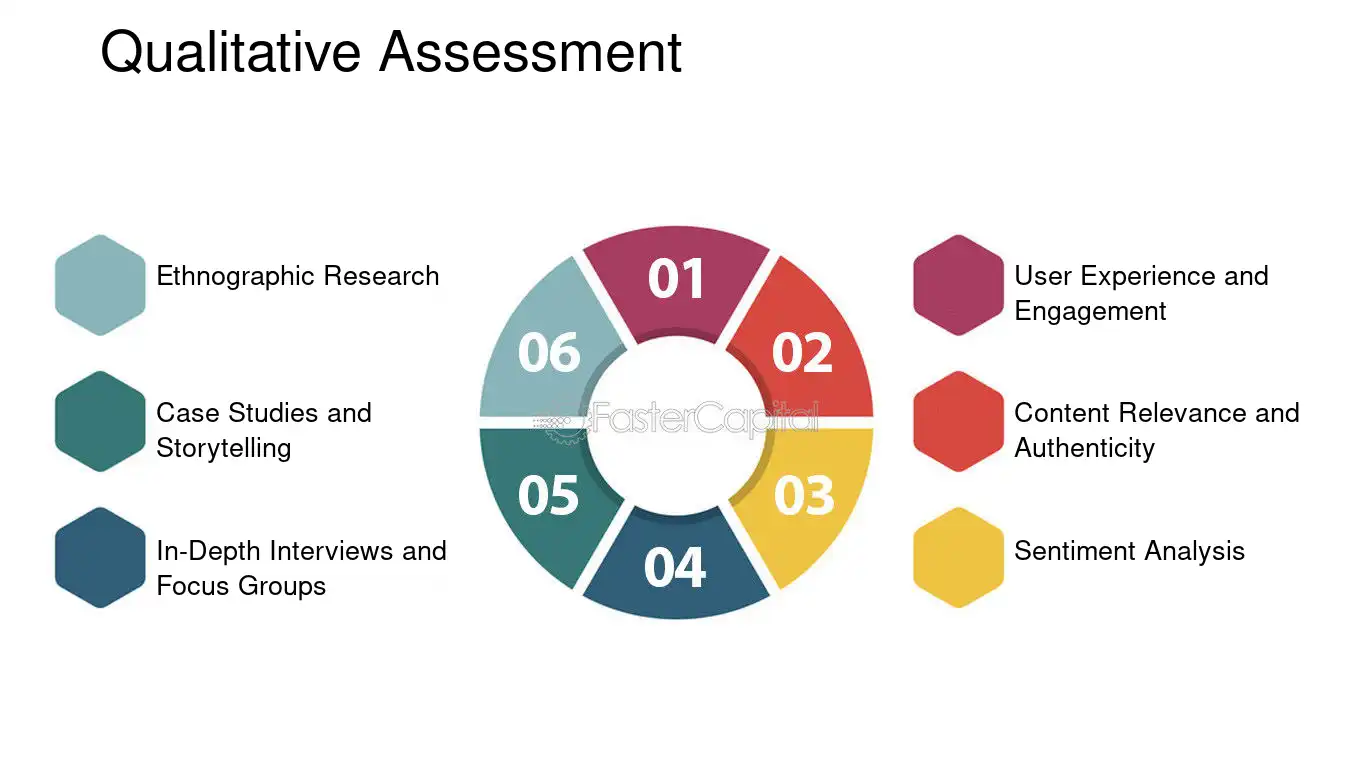 Qualitative Assessment
Ethnographic Research
Case Studies and
Storytelling
In-Depth Interviews and
Focus Groups
01
02
03
04
05
06
FasterCapital
User Experience and
Engagement
Content Relevance and
Authenticity
Sentiment Analysis